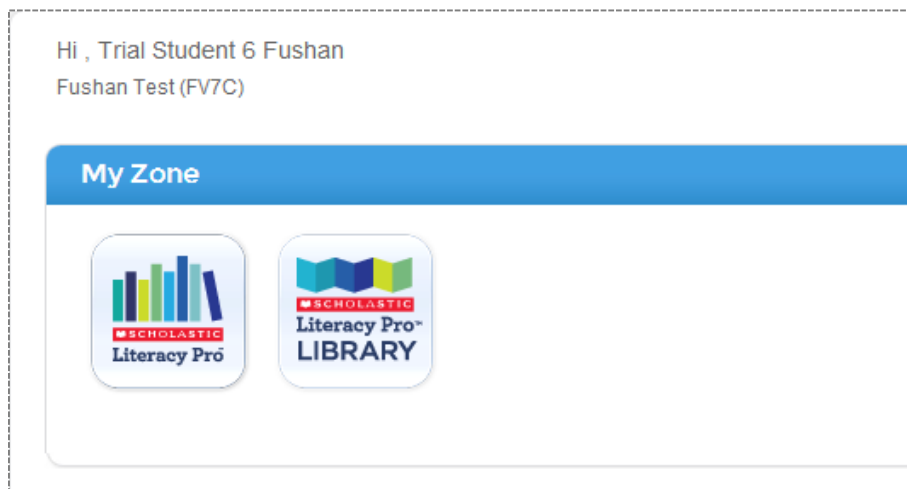 Hi , Trial Student 6 Fushan
Fushan Test (FV7C)
My Zone
SCHOLASTIC
Literacy Pro
SCHOLASTIC
Literacy Pro™
LIBRARY